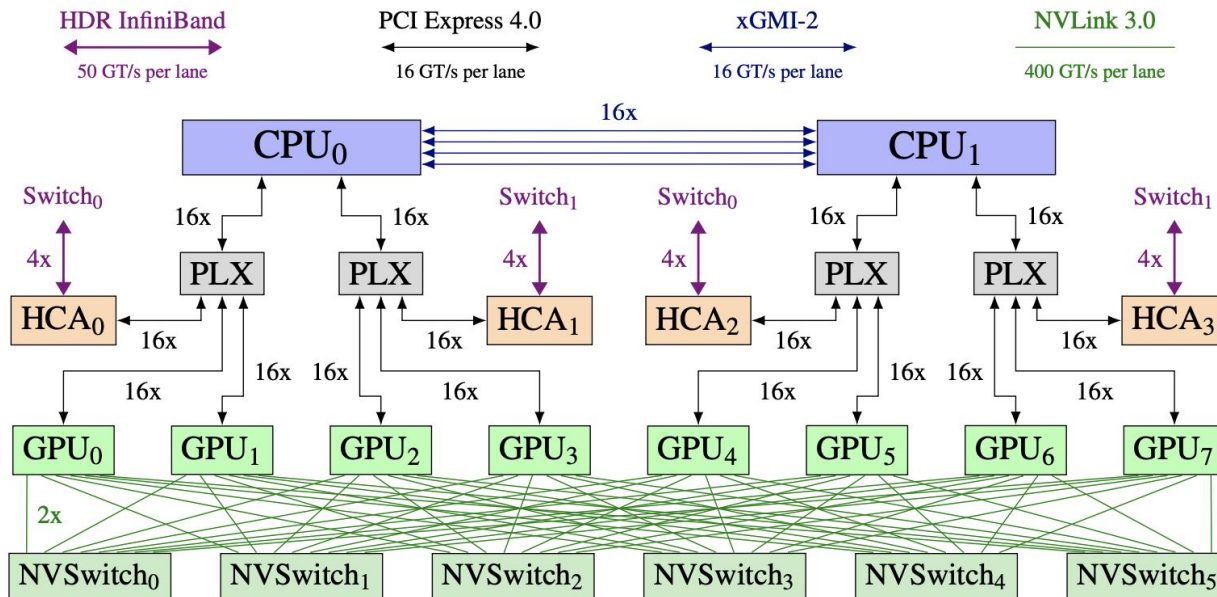 HDR InfiniBand PCI Express 4.0 xGMI-2 NVLink 3.0
50 GT/s per lane 16 GT/s per lane 16 GT/s per lane 400 GT/s per lane
16x
CPU₀ CPU₁
Switch₀ 16x 16x Switch₁ Switch₀ 16x 16x Switch₁
4x PLX PLX 4x 4x PLX PLX 4x
HCA₀ HCA₁ HCA₂ HCA₃
16x 16x 16x 16x
16x 16x 16x 16x 16x 16x 16x 16x
GPU₀ GPU₁ GPU₂ GPU₃ GPU₄ GPU₅ GPU₆ GPU₇
2x
NVSwitch₀ NVSwitch₁ NVSwitch₂ NVSwitch₃ NVSwitch₄ NVSwitch₅